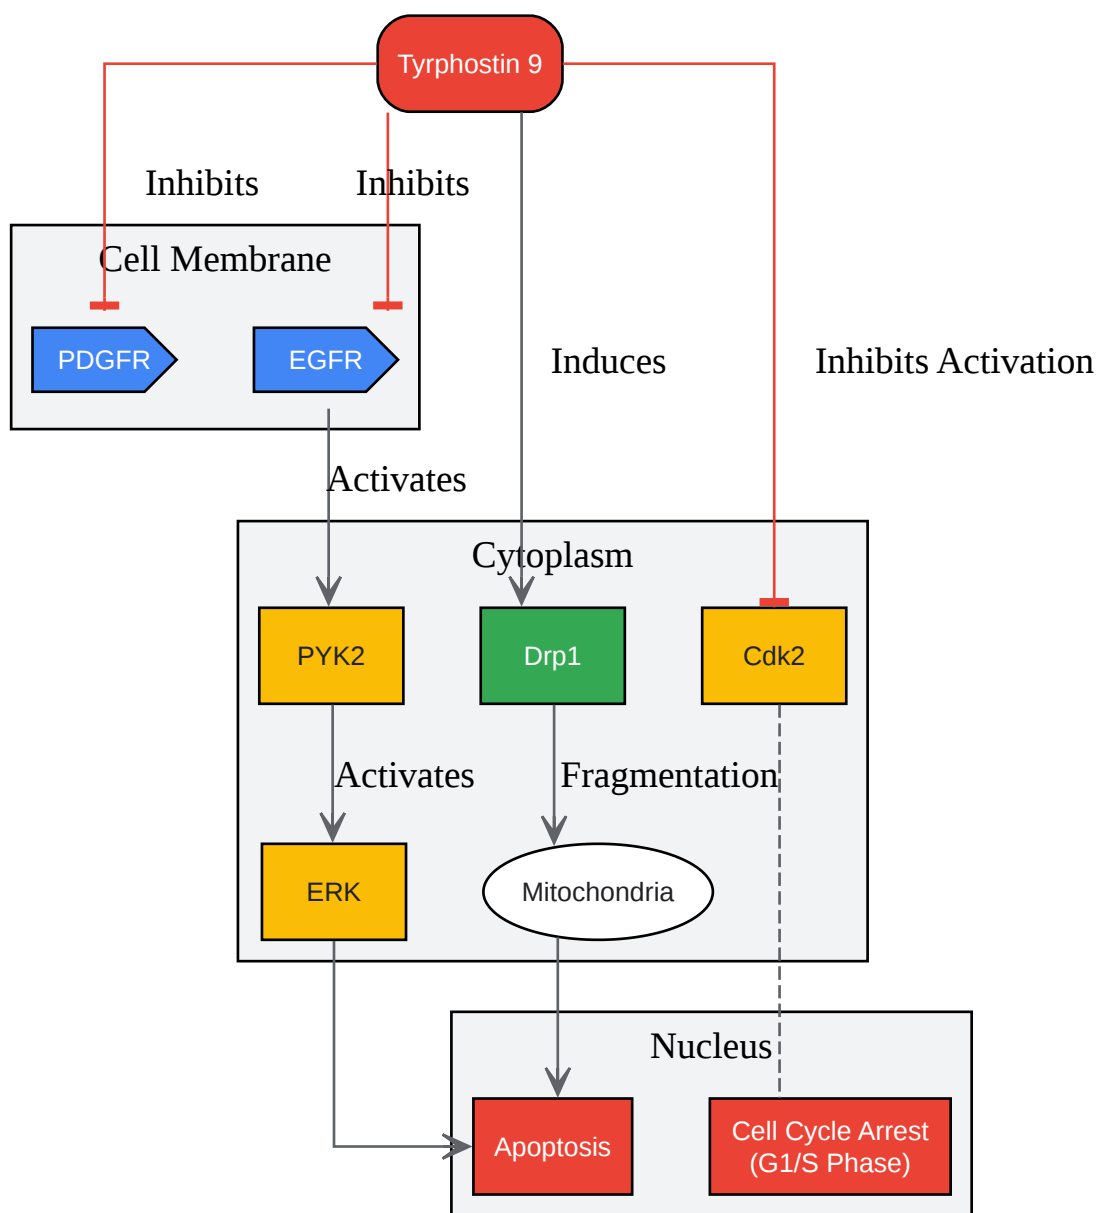 Tyrphostin 9
Inhibits
Inhibits
Cell Membrane
PDGFR
EGFR
Induces
Inhibits Activation
Activates
Cytoplasm
PYK2
Drp1
Cdk2
Activates
Fragmentation
ERK
Mitochondria
Nucleus
Apoptosis
Cell Cycle Arrest
(G1/S Phase)